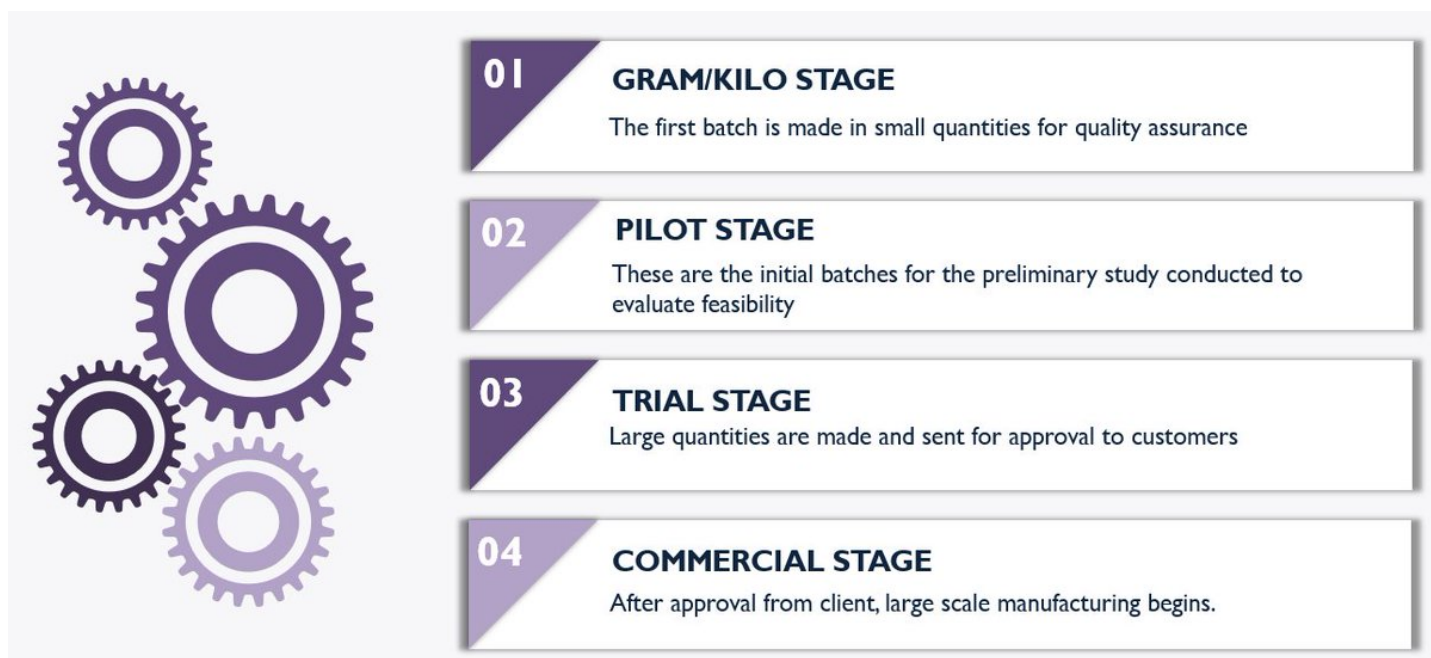 01
GRAM/KILO STAGE
The first batch is made in small quantities for quality assurance
02
PILOT STAGE
These are the initial batches for the preliminary study conducted to
evaluate feasibility
03
TRIAL STAGE
Large quantities are made and sent for approval to customers
04
COMMERCIAL STAGE
After approval from client, large scale manufacturing begins.